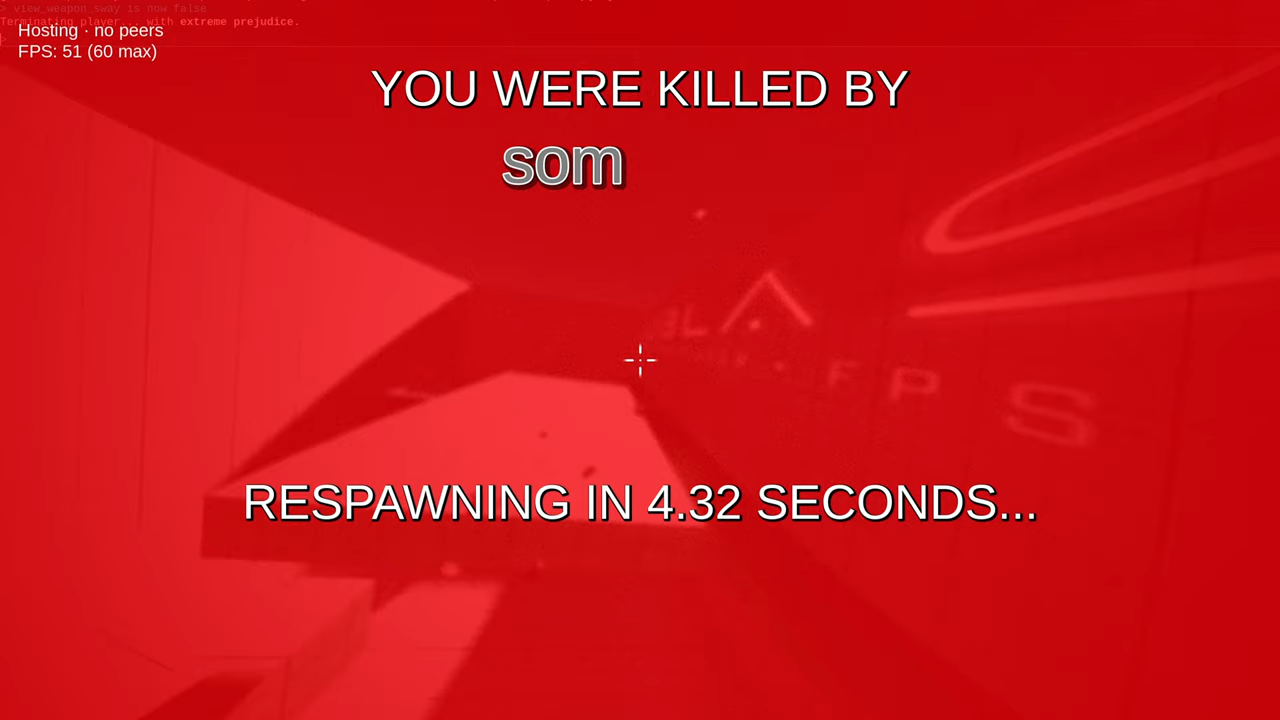 > view_weapon_sway is now false
Terminating player... with extreme prejudice.
>
Hosting · no peers
FPS: 51 (60 max)
YOU WERE KILLED BY
som
FPS
RESPAWNING IN 4.32 SECONDS...